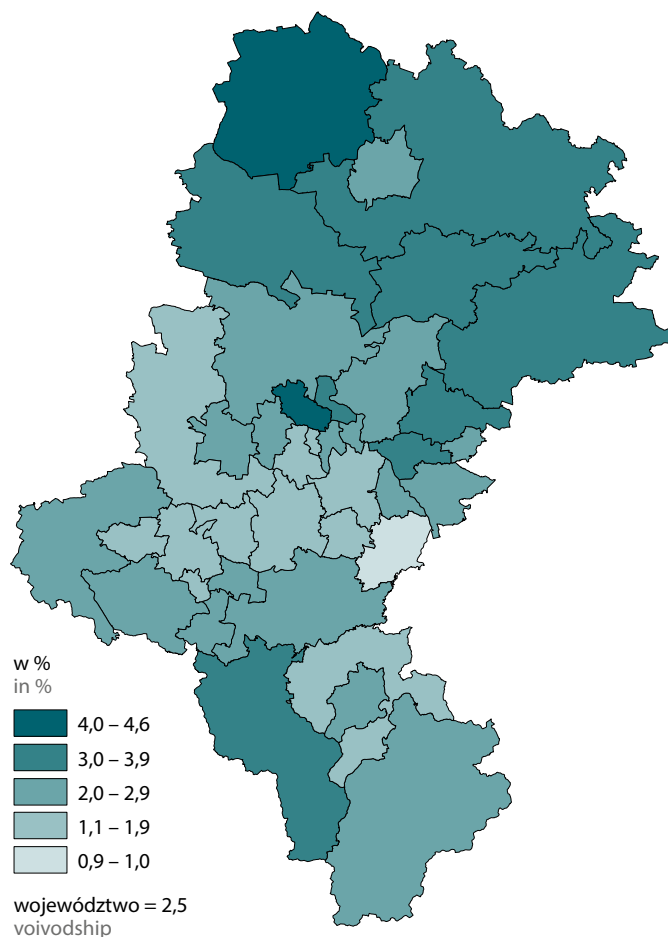 w %
in %
4,0 – 4,6
3,0 – 3,9
2,0 – 2,9
1,1 – 1,9
0,9 – 1,0
województwo = 2,5
voivodship